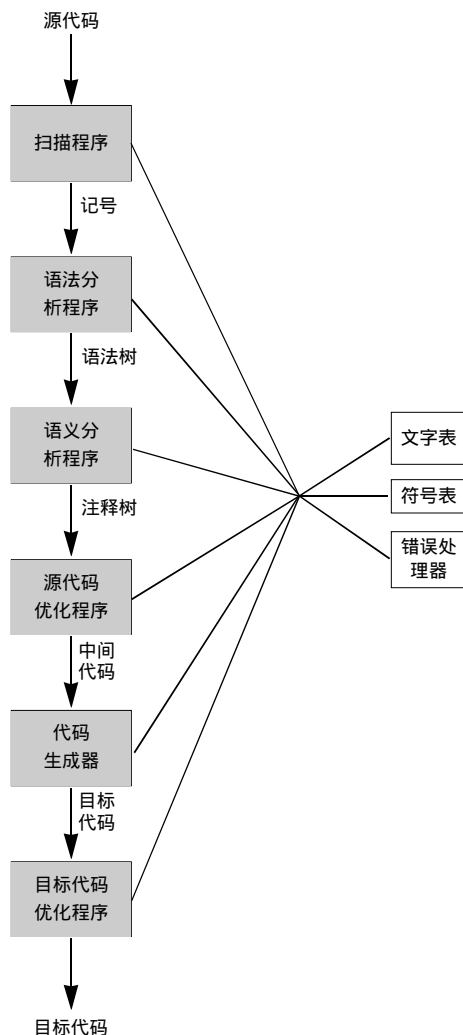 源代码
扫描程序
记号
语法分
析程序
语法树
语义分
析程序
注释树
源代码
优化程序
中间
代码
代码
生成器
目标
代码
目标代码
优化程序
目标代码
文字表
符号表
错误处
理器